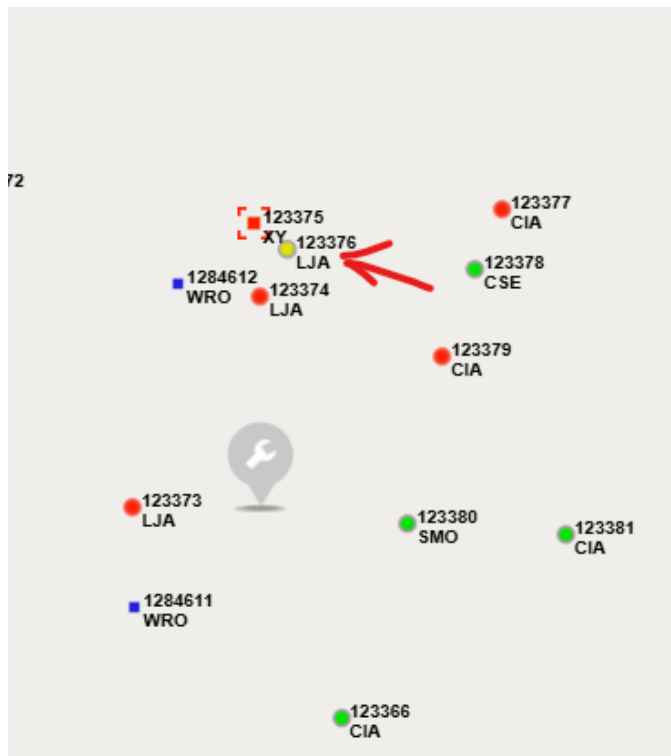 72
123375
XY
123376
LJA
123377
CIA
123378
CSE
1284612
WRO
123374
LJA
123379
CIA
123373
LJA
123380
SMO
123381
CIA
1284611
WRO
123366
CIA